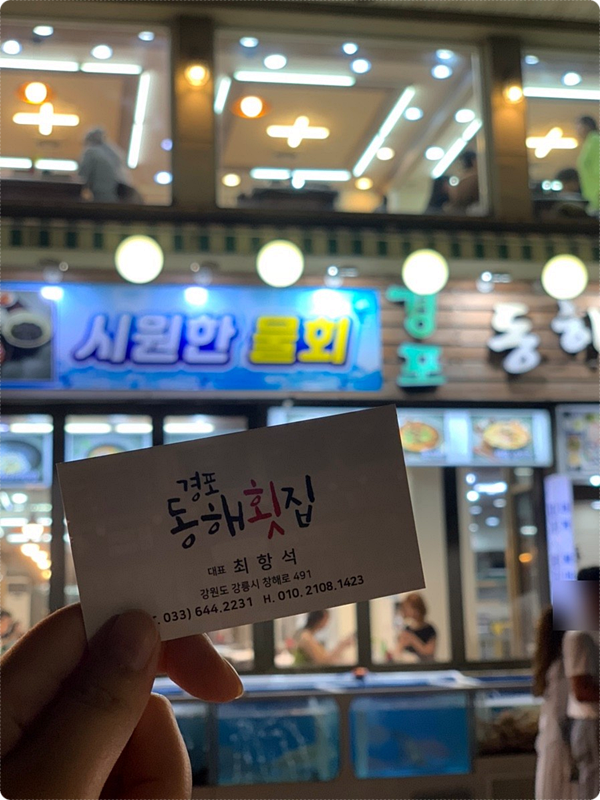 시원한 물회
경포
동해
경포
동해횟집
대표 최항석
강원도 강릉시 창해로 491
. 033) 644.2231 H. 010. 2108.1423